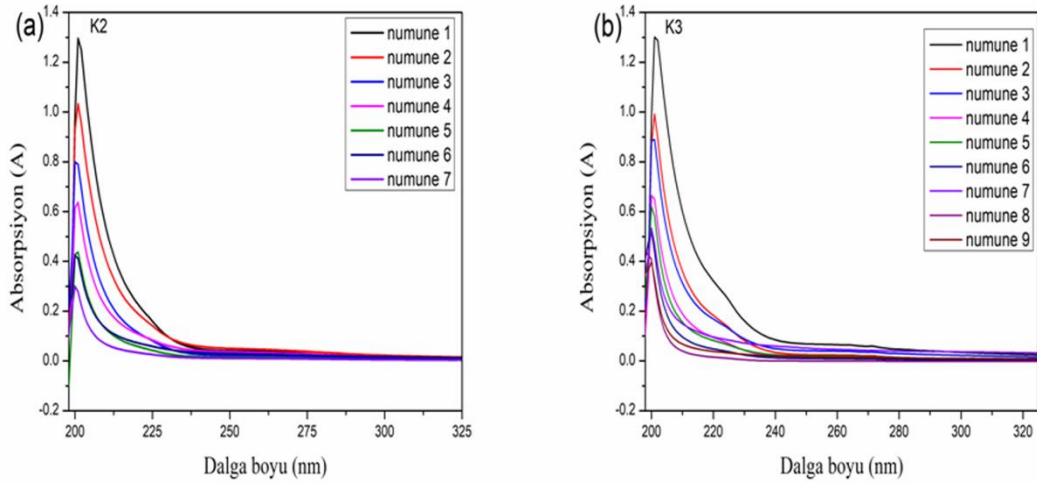 (a)
K2
numune 1
numune 2
numune 3
numune 4
numune 5
numune 6
numune 7
Absorpsiyon (A)
1.4
1.2
1.0
0.8
0.6
0.4
0.2
0.0
-0.2
200 225 250 275 300 325
Dalga boyu (nm)
(b)
K3
numune 1
numune 2
numune 3
numune 4
numune 5
numune 6
numune 7
numune 8
numune 9
Absorpsiyon (A)
1.4
1.2
1.0
0.8
0.6
0.4
0.2
0.0
-0.2
200 220 240 260 280 300 320
Dalga boyu (nm)